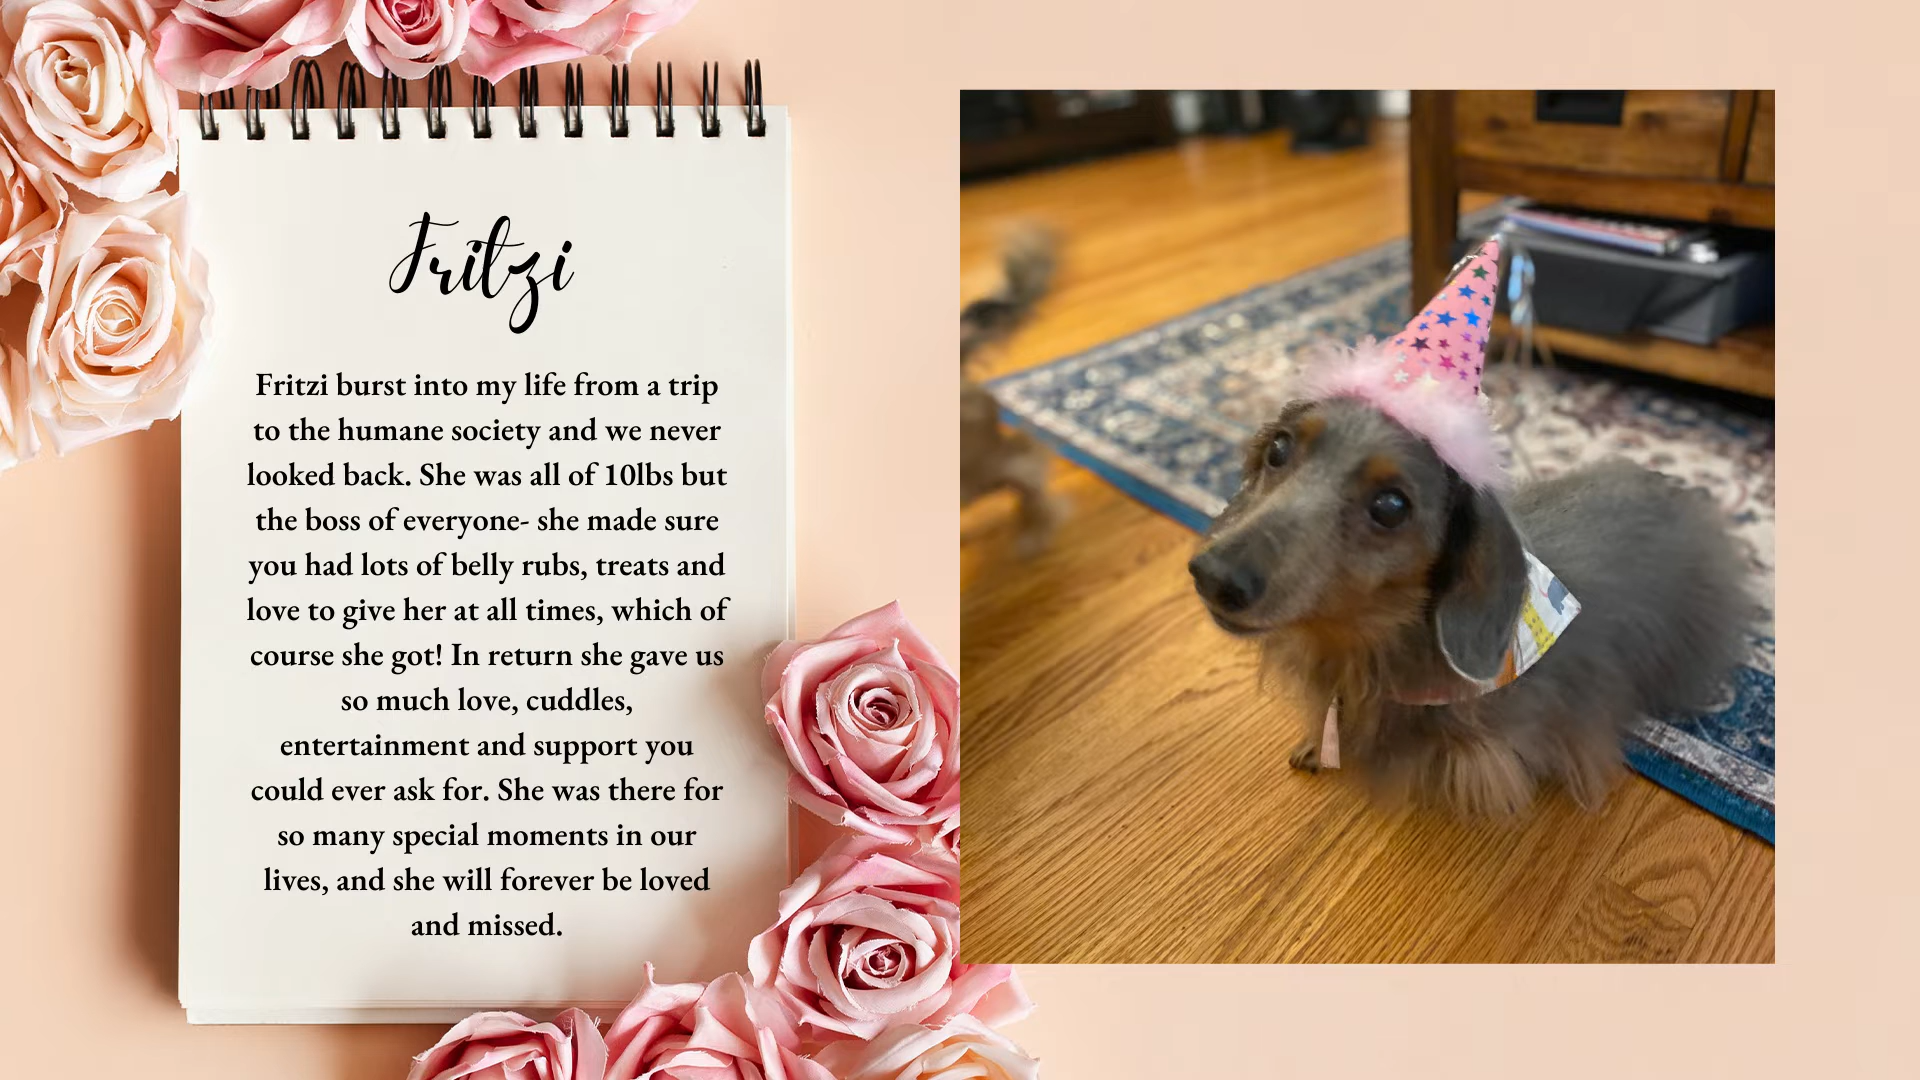 Fritzi
Fritzi burst into my life from a trip
to the humane society and we never
looked back. She was all of 10lbs but
the boss of everyone- she made sure
you had lots of belly rubs, treats and
love to give her at all times, which of
course she got! In return she gave us
so much love, cuddles,
entertainment and support you
could ever ask for. She was there for
so many special moments in our
lives, and she will forever be loved
and missed.